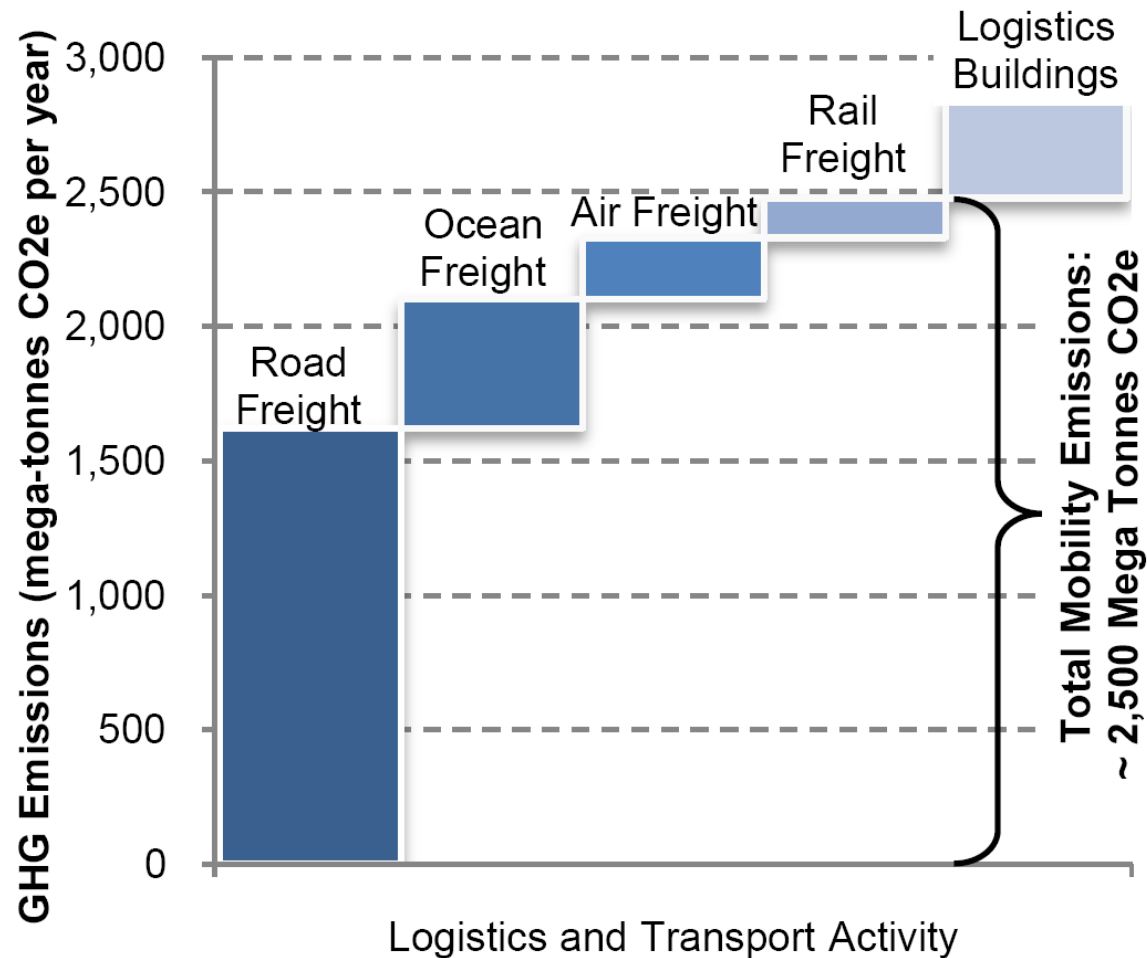 GHG Emissions (mega-tonnes CO2e per year)
3,000
2,500
2,000
1,500
1,000
500
0
Road
Freight
Ocean
Freight
Air Freight
Rail
Freight
Logistics
Buildings
Total Mobility Emissions:
~ 2,500 Mega Tonnes CO2e
Logistics and Transport Activity